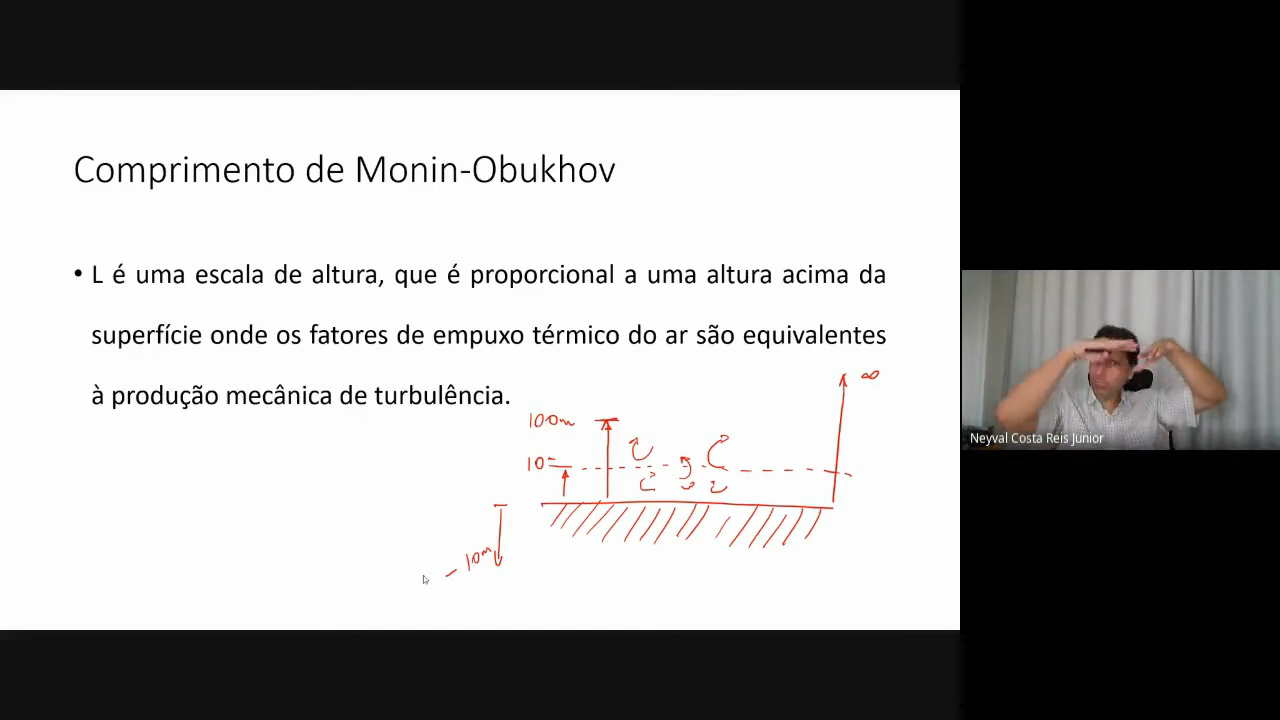 Comprimento de Monin-Obukhov
• L é uma escala de altura, que é proporcional a uma altura acima da
superfície onde os fatores de empuxo térmico do ar são equivalentes
à produção mecânica de turbulência.
∞
100m
10
- 10m
Neyval Costa Reis Junior